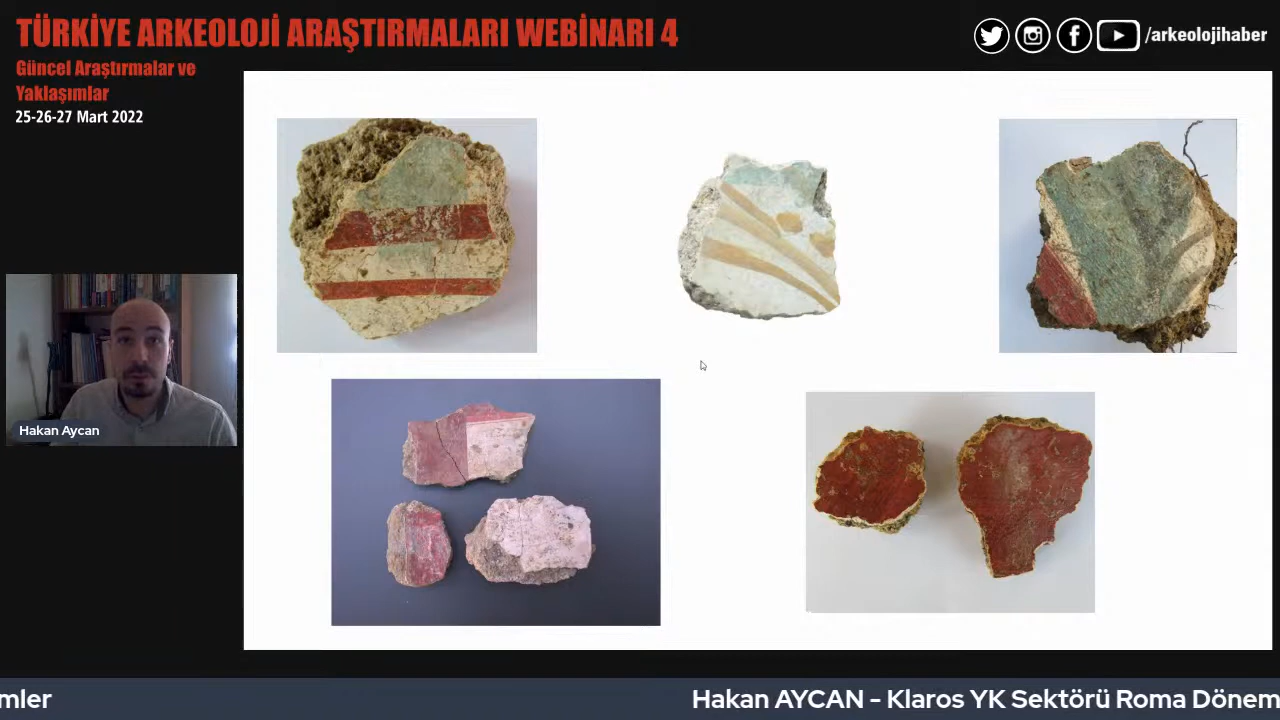 TÜRKİYE ARKEOLOJİ ARAŞTIRMALARI WEBİNARI 4
/arkeolojihaber
Güncel Araştırmalar ve
Yaklaşımlar
25-26-27 Mart 2022
Hakan Aycan
mler
Hakan AYCAN - Klaros YK Sektörü Roma Dönem